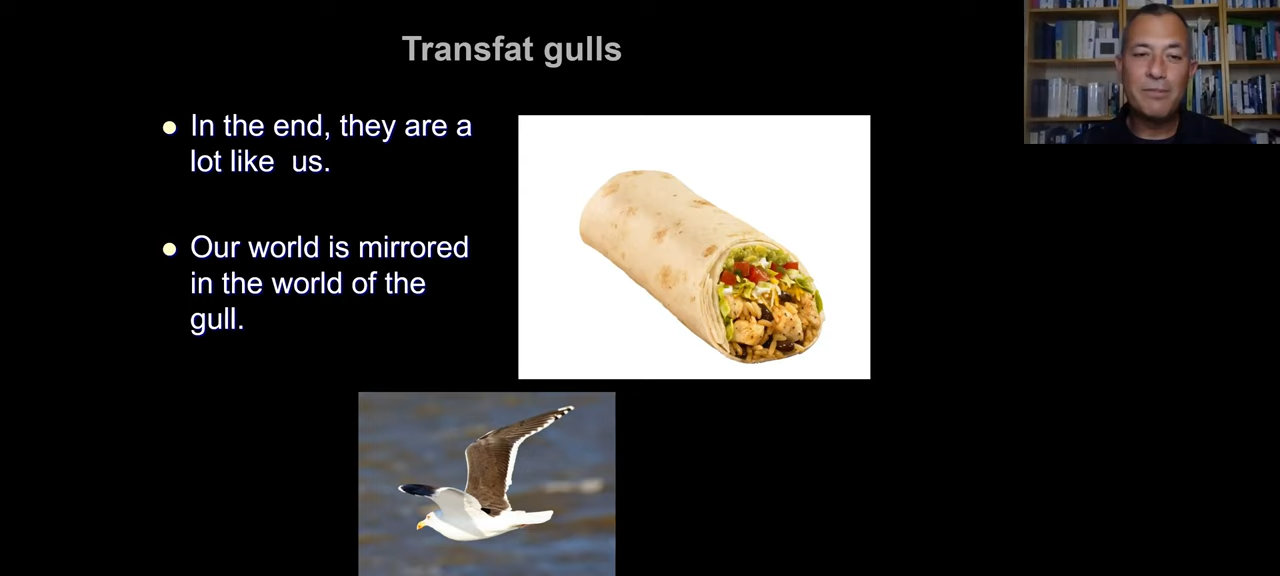 Transfat gulls
In the end, they are a
lot like  us.
Our world is mirrored
in the world of the
gull.